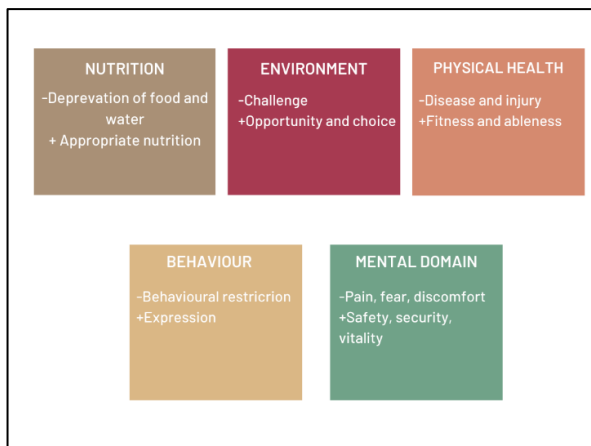 NUTRITION
-Deprevation of food and
water
+ Appropriate nutrition
ENVIRONMENT
-Challenge
+Opportunity and choice
PHYSICAL HEALTH
-Disease and injury
+Fitness and ableness
BEHAVIOUR
-Behavioural restricrion
+Expression
MENTAL DOMAIN
-Pain, fear, discomfort
+Safety, security,
vitality